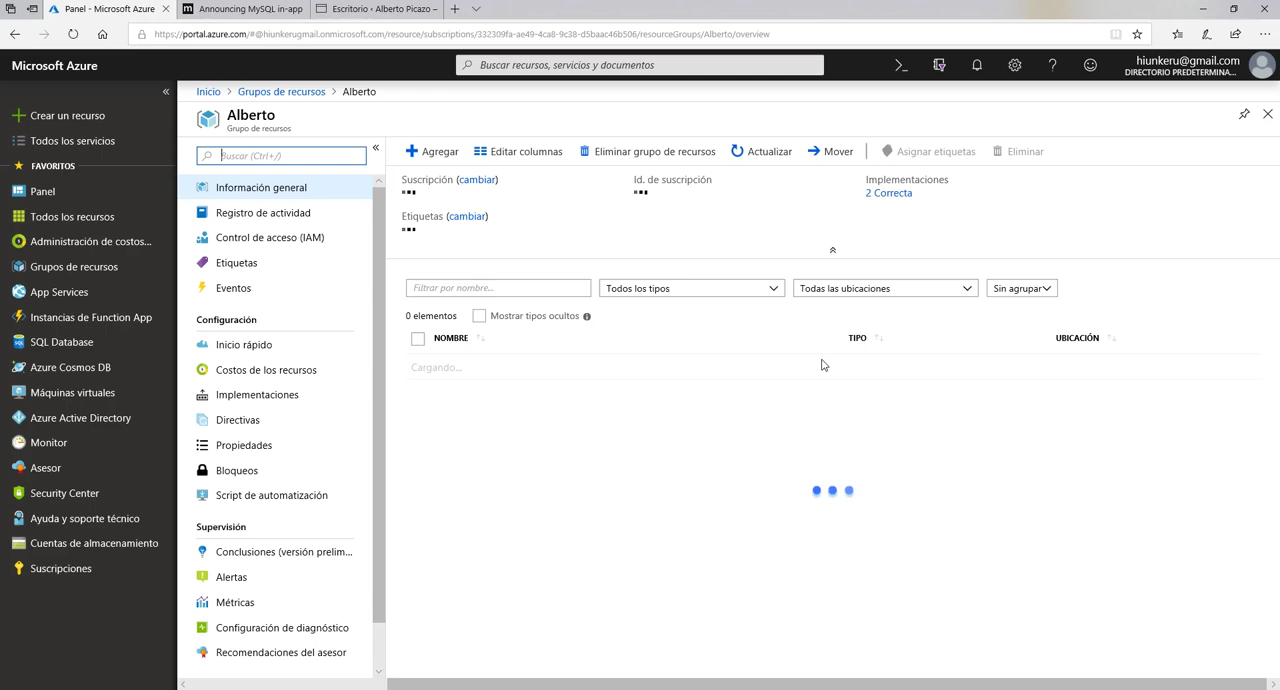 Panel - Microsoft Azure
Announcing MySQL in-app
Escritorio ‹ Alberto Picazo –
https://portal.azure.com/#@hiunkerugmail.onmicrosoft.com/resource/subscriptions/332309fa-ae49-4ca8-9c38-d5baac46b506/resourceGroups/Alberto/overview
Microsoft Azure
Buscar recursos, servicios y documentos
hiunkeru@gmail.com
DIRECTORIO PREDETERMINA...
Crear un recurso
Todos los servicios
FAVORITOS
Panel
Todos los recursos
Administración de costos...
Grupos de recursos
App Services
Instancias de Function App
SQL Database
Azure Cosmos DB
Máquinas virtuales
Azure Active Directory
Monitor
Asesor
Security Center
Ayuda y soporte técnico
Cuentas de almacenamiento
Suscripciones
Inicio > Grupos de recursos > Alberto
Alberto
Grupo de recursos
Buscar (Ctrl+/)
Información general
Registro de actividad
Control de acceso (IAM)
Etiquetas
Eventos
Configuración
Inicio rápido
Costos de los recursos
Implementaciones
Directivas
Propiedades
Bloqueos
Script de automatización
Supervisión
Conclusiones (versión prelim...
Alertas
Métricas
Configuración de diagnóstico
Recomendaciones del asesor
Agregar Editar columnas Eliminar grupo de recursos Actualizar Mover Asignar etiquetas Eliminar
Suscripción (cambiar)
Id. de suscripción
Implementaciones
2 Correcta
Etiquetas (cambiar)
Filtrar por nombre... Todos los tipos Todas las ubicaciones Sin agrupar
0 elementos Mostrar tipos ocultos
NOMBRE TIPO UBICACIÓN
Cargando...